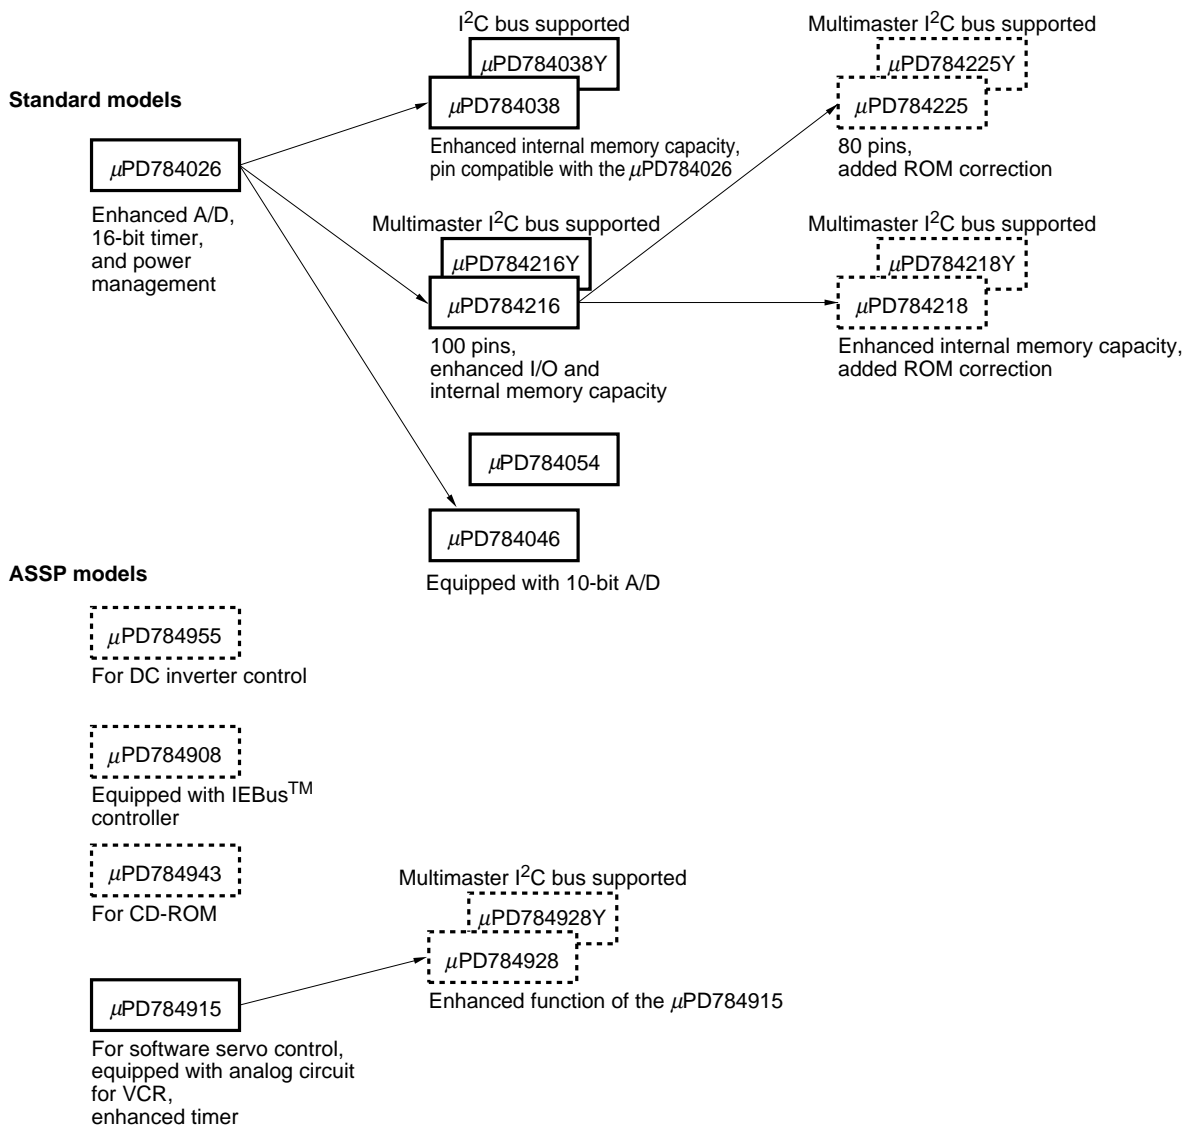 Standard models
μPD784026
Enhanced A/D,
16-bit timer,
and power
management
I2C bus supported
μPD784038Y
μPD784038
Enhanced internal memory capacity,
pin compatible with the μPD784026
Multimaster I2C bus supported
μPD784216Y
μPD784216
100 pins,
enhanced I/O and
internal memory capacity
Multimaster I2C bus supported
μPD784225Y
μPD784225
80 pins,
added ROM correction
Multimaster I2C bus supported
μPD784218Y
μPD784218
Enhanced internal memory capacity,
added ROM correction
μPD784054
μPD784046
Equipped with 10-bit A/D
ASSP models
μPD784955
For DC inverter control
μPD784908
Equipped with IEBusTM
controller
μPD784943
For CD-ROM
μPD784915
For software servo control,
equipped with analog circuit
for VCR,
enhanced timer
Multimaster I2C bus supported
μPD784928Y
μPD784928
Enhanced function of the μPD784915